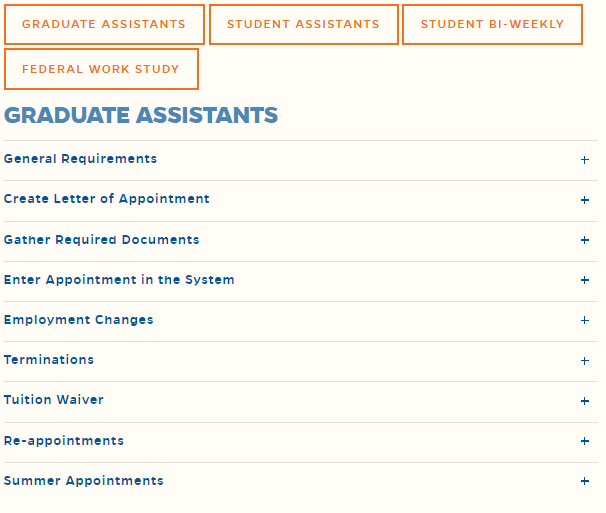 GRADUATE ASSISTANTS
STUDENT ASSISTANTS
STUDENT BI-WEEKLY
FEDERAL WORK STUDY
GRADUATE ASSISTANTS
General Requirements +
Create Letter of Appointment +
Gather Required Documents +
Enter Appointment in the System +
Employment Changes +
Terminations +
Tuition Waiver +
Re-appointments +
Summer Appointments +